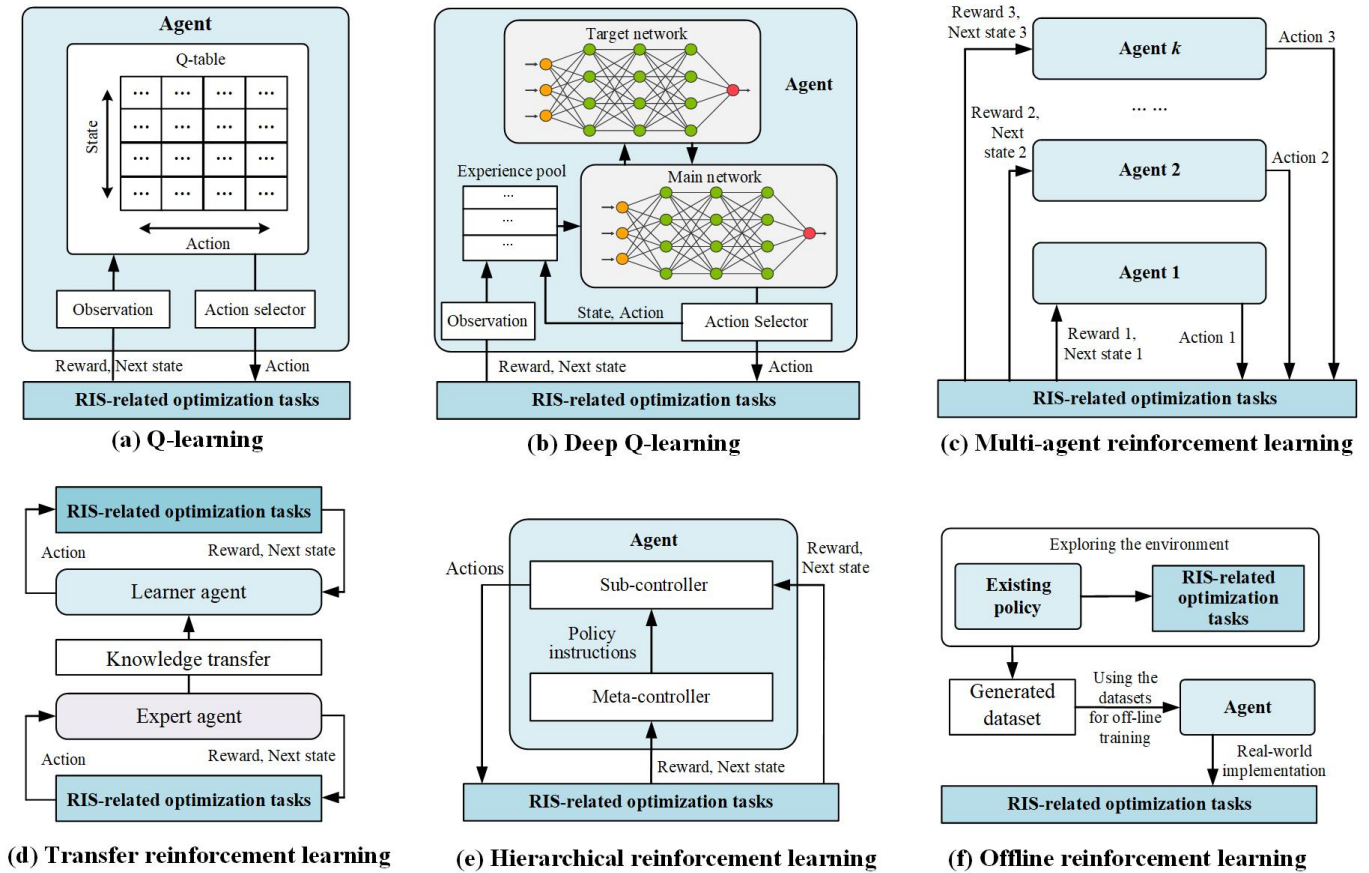 Agent
Q-table
... ... ... ...
... ... ... ...
... ... ... ...
... ... ... ...
State
Action
Observation
Action selector
Reward, Next state
Action
RIS-related optimization tasks
(a) Q-learning
Target network
Agent
Experience pool
...
...
...
Main network
Observation
State, Action
Action Selector
Reward, Next state
Action
RIS-related optimization tasks
(b) Deep Q-learning
Reward 3,
Next state 3
Agent k
Action 3
... ...
Reward 2,
Next
state 2
Agent 2
Action 2
Agent 1
Reward 1,
Next state 1
Action 1
RIS-related optimization tasks
(c) Multi-agent reinforcement learning
RIS-related optimization tasks
Action
Reward, Next state
Learner agent
Knowledge transfer
Expert agent
Action
Reward, Next state
RIS-related optimization tasks
(d) Transfer reinforcement learning
Agent
Reward,
Next state
Actions
Sub-controller
Policy
instructions
Meta-controller
Reward, Next state
RIS-related optimization tasks
(e) Hierarchical reinforcement learning
Exploring the environment
Existing
policy
RIS-related
optimization
tasks
Generated
dataset
Using the
datasets
for off-line
training
Agent
Real-world
implementation
RIS-related optimization tasks
(f) Offline reinforcement learning